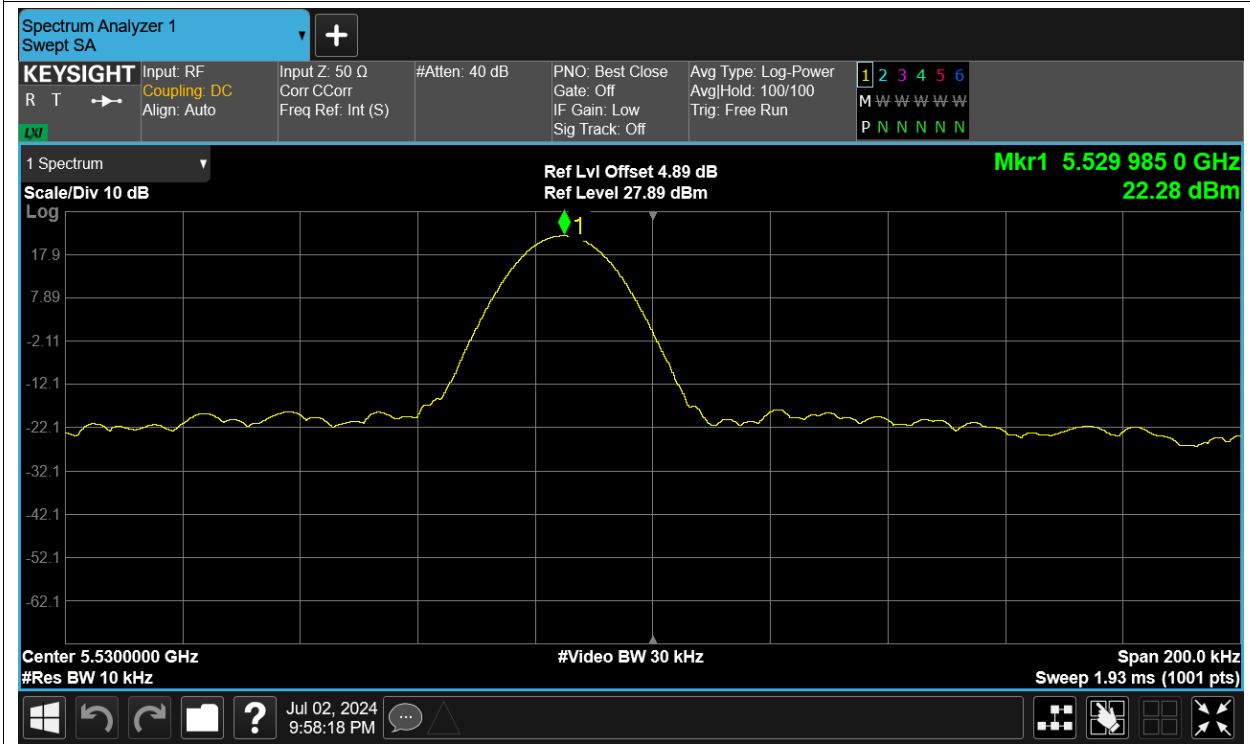 Spectrum Analyzer 1
Swept SA
+
KEYSIGHT
R T
LXI
Input: RF
Coupling: DC
Align: Auto
Input Z: 50 Ω
Corr CCorr
Freq Ref: Int (S)
#Atten: 40 dB
PNO: Best Close
Gate: Off
IF Gain: Low
Sig Track: Off
Avg Type: Log-Power
Avg|Hold: 100/100
Trig: Free Run
1 2 3 4 5 6
M W W W W W
P N N N N N
1 Spectrum
Scale/Div 10 dB
Log
Ref Lvl Offset 4.89 dB
Ref Level 27.89 dBm
Mkr1 5.529 985 0 GHz
22.28 dBm
1
17.9
7.89
-2.11
-12.1
-22.1
-32.1
-42.1
-52.1
-62.1
Center 5.5300000 GHz
#Res BW 10 kHz
#Video BW 30 kHz
Span 200.0 kHz
Sweep 1.93 ms (1001 pts)
?
Jul 02, 2024
9:58:18 PM